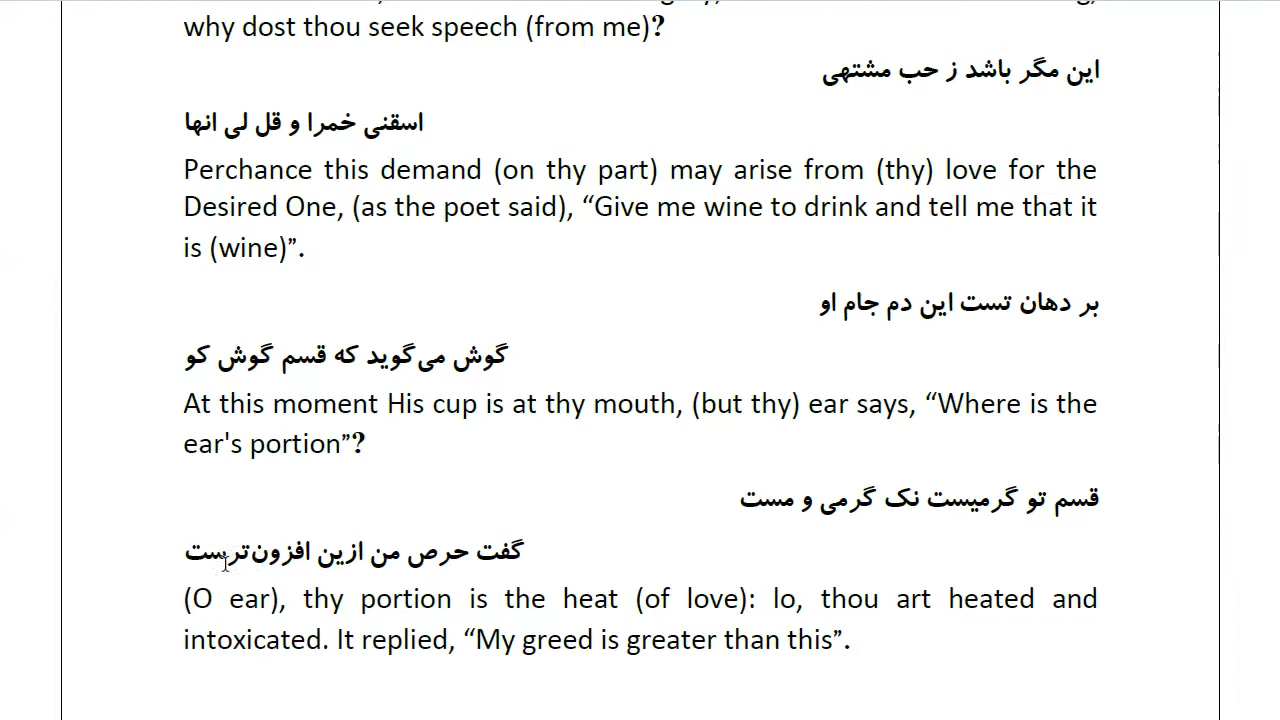 why dost thou seek speech (from me)?
این مگر باشد ز حب مشتهی
اسقنی خمرا و قل لی انها
Perchance this demand (on thy part) may arise from (thy) love for the
Desired One, (as the poet said), “Give me wine to drink and tell me that it
is (wine)”.
بر دهان تست این دم جام او
گوش می‌گوید که قسم گوش کو
At this moment His cup is at thy mouth, (but thy) ear says, “Where is the
ear's portion”?
قسم تو گرمیست نک گرمی و مست
گفت حرص من ازین افزون‌ترست
(O ear), thy portion is the heat (of love): lo, thou art heated and
intoxicated. It replied, “My greed is greater than this”.